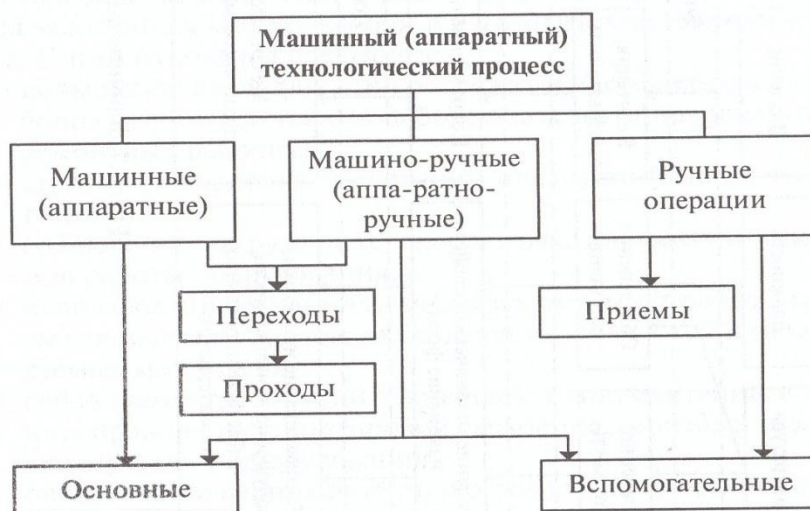 Машинный (аппаратный)
технологический процесс
Машинные
(аппаратные)
Машино-ручные
(аппа-ратно-
ручные)
Ручные
операции
Переходы
Приемы
Проходы
Основные
Вспомогательные